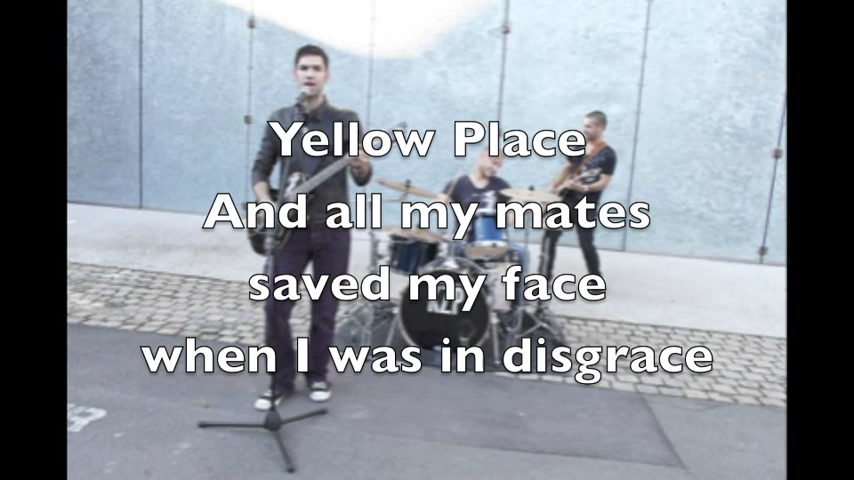 Yellow Place
And all my mates
saved my face
when I was in disgrace